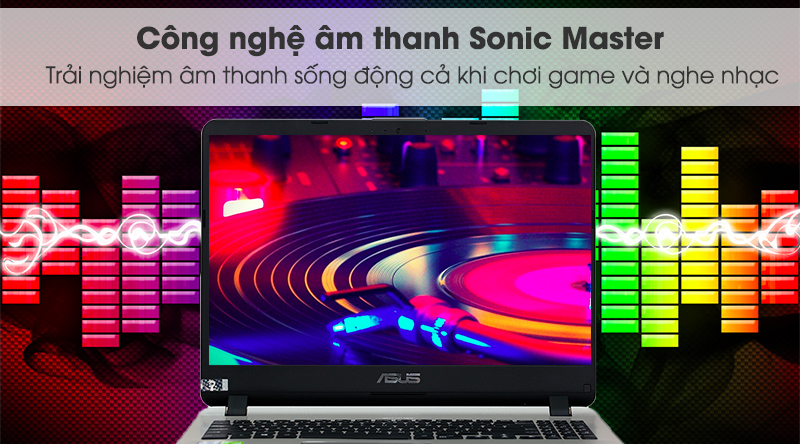 Công nghệ âm thanh Sonic Master
Trải nghiệm âm thanh sống động cả khi chơi game và nghe nhạc
ASUS